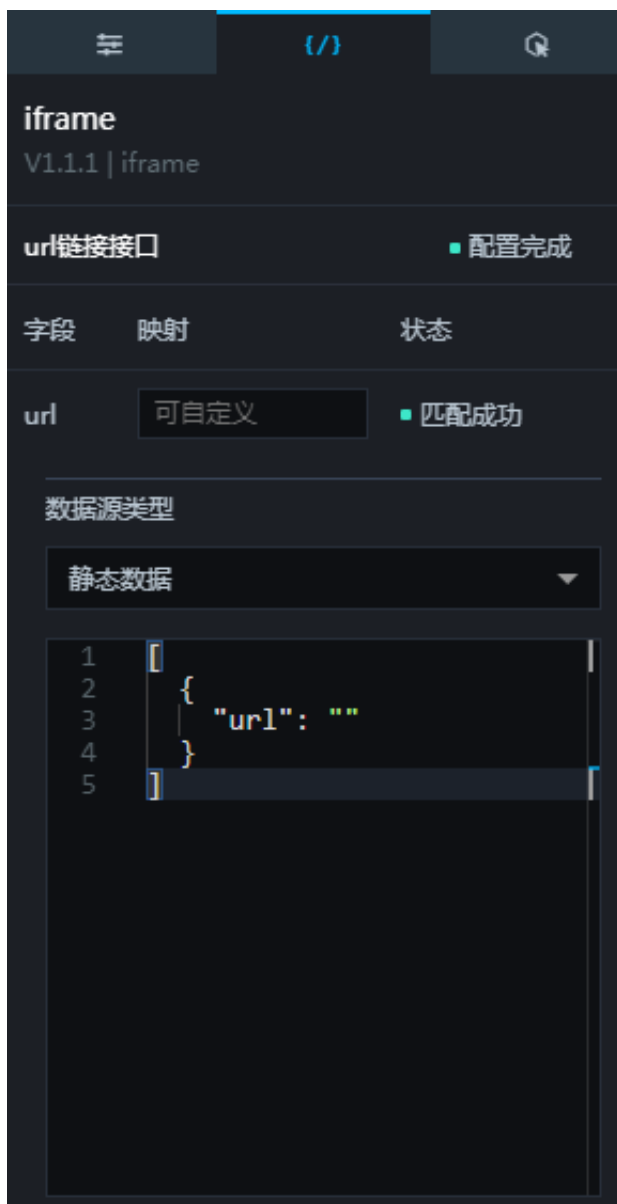 {/}
iframe
V1.1.1 | iframe
url链接接口 配置完成
字段 映射 状态
url 可自定义 匹配成功
数据源类型
静态数据
1 [
2 {
3 "url": ""
4 }
5 ]